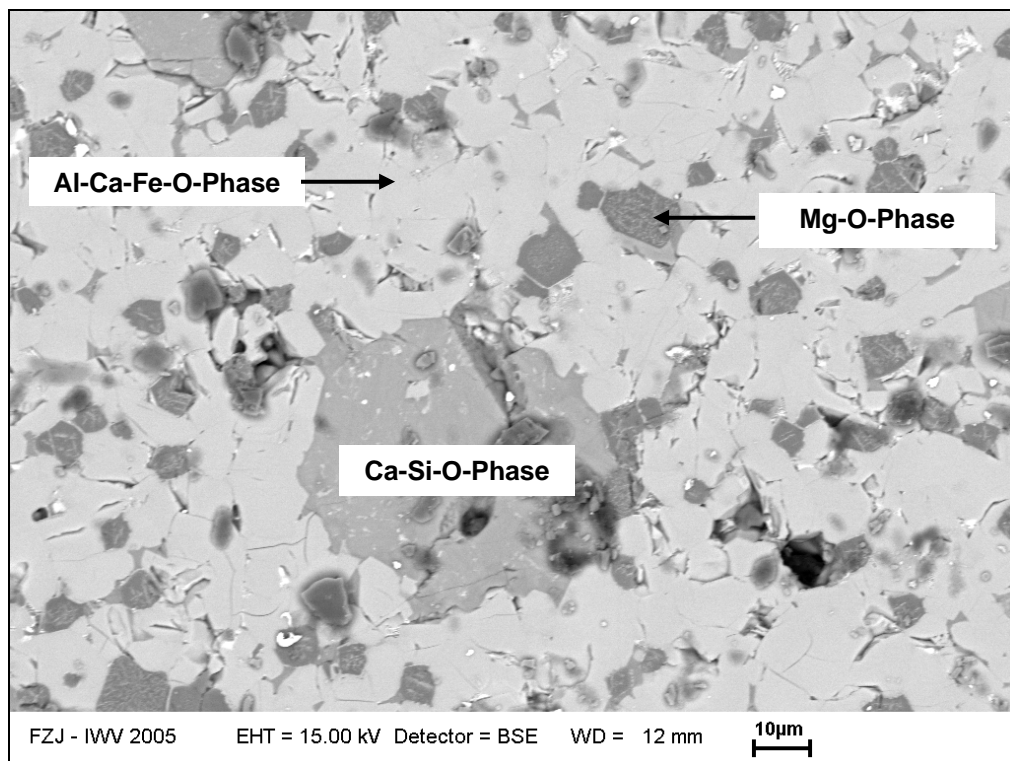 Al-Ca-Fe-O-Phase
Mg-O-Phase
Ca-Si-O-Phase
FZJ - IWV 2005 EHT = 15.00 kV Detector = BSE WD = 12 mm 10µm